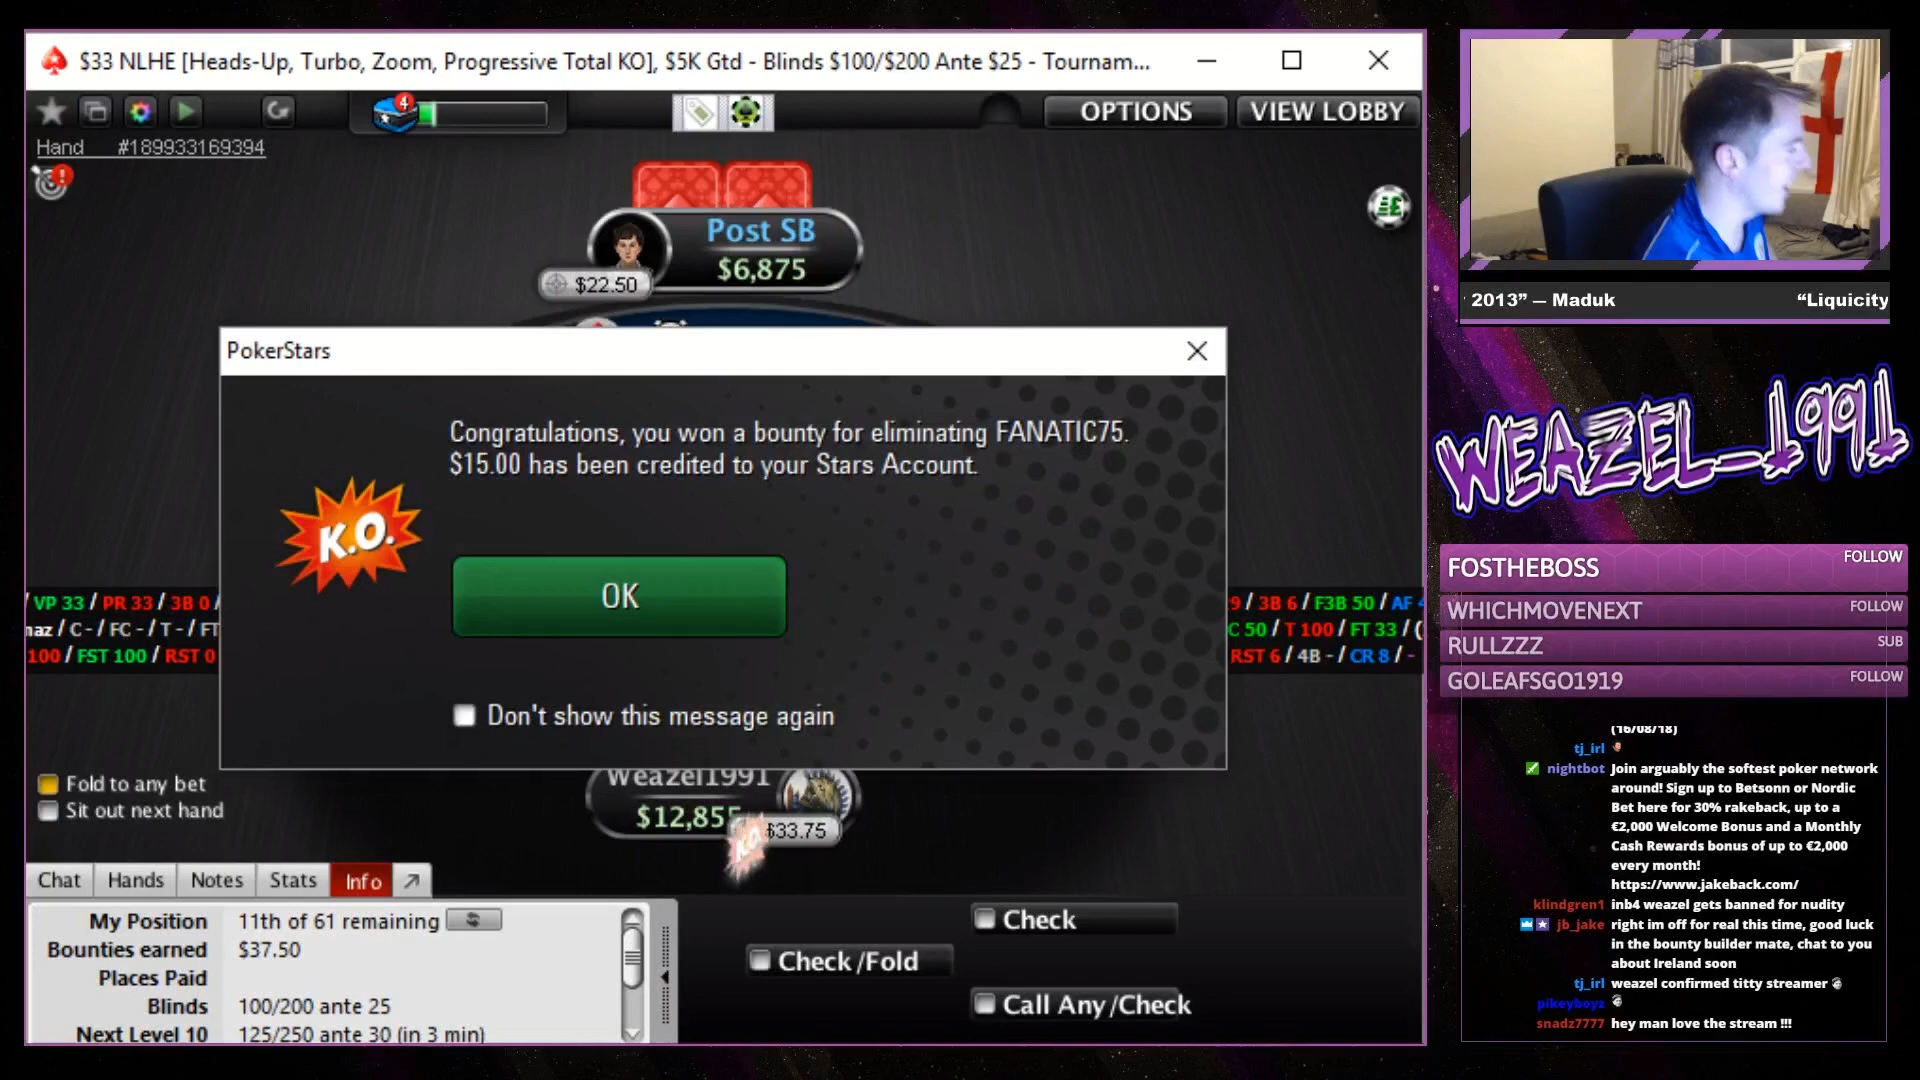 $33 NLHE [Heads-Up, Turbo, Zoom, Progressive Total KO], $5K Gtd - Blinds $100/$200 Ante $25 - Tournam...
4
OPTIONS
VIEW LOBBY
Hand #189933169394
Post SB
$6,875
$22.50
PokerStars
Congratulations, you won a bounty for eliminating FANATIC75.
$15.00 has been credited to your Stars Account.
K.O.
OK
Don't show this message again
/ VP 33 / PR 33 / 3B 0 /
naz / C - / FC - / T - / FT
100 / FST 100 / RST 0
9 / 3B 6 / F3B 50 / AF 4
C 50 / T 100 / FT 33 / (
RST 6 / 4B - / CR 8 / -
Fold to any bet
Sit out next hand
Weazel1991
$12,855
$33.75
K.O.
Chat Hands Notes Stats Info
My Position 11th of 61 remaining
Bounties earned $37.50
Places Paid
Blinds 100/200 ante 25
Next Level 10 125/250 ante 30 (in 3 min)
Check
Check/Fold
Call Any/Check
2013” — Maduk “Liquicity
WEAZEL_1991
FOSTHEBOSS FOLLOW
WHICHMOVENEXT FOLLOW
RULLZZZ SUB
GOLEAFSGO1919 FOLLOW
(16/08/18)
tj_irl
nightbot Join arguably the softest poker network
around! Sign up to Betsonn or Nordic
Bet here for 30% rakeback, up to a
€2,000 Welcome Bonus and a Monthly
Cash Rewards bonus of up to €2,000
every month!
https://www.jakeback.com/
klindgren1 inb4 weazel gets banned for nudity
jb_jake right im off for real this time, good luck
in the bounty builder mate, chat to you
about Ireland soon
tj_irl weazel confirmed titty streamer
pikeyboyz
snadz7777 hey man love the stream !!!